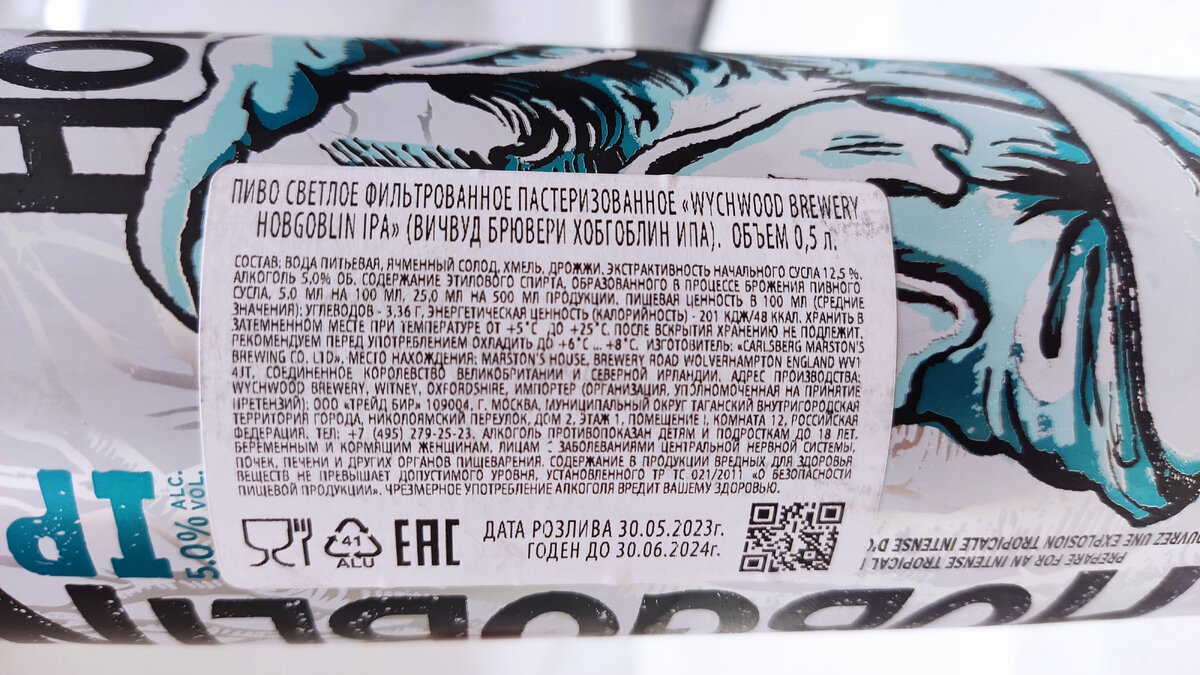 ПИВО СВЕТЛОЕ ФИЛЬТРОВАННОЕ ПАСТЕРИЗОВАННОЕ «WYCHWOOD BREWERY
HOBGOBLIN IPA» (ВИЧВУД БРЮВЕРИ ХОБГОБЛИН ИПА). ОБЪЕМ 0,5 л.
СОСТАВ: ВОДА ПИТЬЕВАЯ, ЯЧМЕННЫЙ СОЛОД, ХМЕЛЬ, ДРОЖЖИ. ЭКСТРАКТИВНОСТЬ НАЧАЛЬНОГО СУСЛА 12,5 %.
АЛКОГОЛЬ 5,0% ОБ. СОДЕРЖАНИЕ ЭТИЛОВОГО СПИРТА, ОБРАЗОВАННОГО В ПРОЦЕССЕ БРОЖЕНИЯ ПИВНОГО
СУСЛА, 5,0 МЛ НА 100 МЛ, 25,0 МЛ НА 500 МЛ ПРОДУКЦИИ. ПИЩЕВАЯ ЦЕННОСТЬ В 100 МЛ (СРЕДНИЕ
ЗНАЧЕНИЯ): УГЛЕВОДОВ - 3,36 Г, ЭНЕРГЕТИЧЕСКАЯ ЦЕННОСТЬ (КАЛОРИЙНОСТЬ) - 201 КДЖ/48 ККАЛ. ХРАНИТЬ В
ЗАТЕМНЕННОМ МЕСТЕ ПРИ ТЕМПЕРАТУРЕ ОТ +5°С ДО +25°С. ПОСЛЕ ВСКРЫТИЯ ХРАНЕНИЮ НЕ ПОДЛЕЖИТ.
РЕКОМЕНДУЕМ ПЕРЕД УПОТРЕБЛЕНИЕМ ОХЛАДИТЬ ДО +6°С ... +8°С. ИЗГОТОВИТЕЛЬ: «CARLSBERG MARSTON'S
BREWING CO. LTD», МЕСТО НАХОЖДЕНИЯ: MARSTON'S HOUSE, BREWERY ROAD WOLVERHAMPTON ENGLAND WV1
4JT, СОЕДИНЕННОЕ КОРОЛЕВСТВО ВЕЛИКОБРИТАНИИ И СЕВЕРНОЙ ИРЛАНДИИ. АДРЕС ПРОИЗВОДСТВА:
WYCHWOOD BREWERY, WITNEY, OXFORDSHIRE, ИМПОРТЕР (ОРГАНИЗАЦИЯ, УПОЛНОМОЧЕННАЯ НА ПРИНЯТИЕ
ПРЕТЕНЗИЙ): ООО «ТРЕЙД БИР» 109004, Г. МОСКВА, МУНИЦИПАЛЬНЫЙ ОКРУГ ТАГАНСКИЙ ВНУТРИГОРОДСКАЯ
ТЕРРИТОРИЯ ГОРОДА, НИКОЛОЯМСКИЙ ПЕРЕУЛОК, ДОМ 2, ЭТАЖ 1, ПОМЕЩЕНИЕ I, КОМНАТА 12, РОССИЙСКАЯ
ФЕДЕРАЦИЯ. ТЕЛ: +7 (495) 279-25-23. АЛКОГОЛЬ ПРОТИВОПОКАЗАН ДЕТЯМ И ПОДРОСТКАМ ДО 18 ЛЕТ,
БЕРЕМЕННЫМ И КОРМЯЩИМ ЖЕНЩИНАМ, ЛИЦАМ С ЗАБОЛЕВАНИЯМИ ЦЕНТРАЛЬНОЙ НЕРВНОЙ СИСТЕМЫ,
ПОЧЕК, ПЕЧЕНИ И ДРУГИХ ОРГАНОВ ПИЩЕВАРЕНИЯ. СОДЕРЖАНИЕ В ПРОДУКЦИИ ВРЕДНЫХ ДЛЯ ЗДОРОВЬЯ
ВЕЩЕСТВ НЕ ПРЕВЫШАЕТ ДОПУСТИМОГО УРОВНЯ, УСТАНОВЛЕННОГО ТР ТС 021/2011 «О БЕЗОПАСНОСТИ
ПИЩЕВОЙ ПРОДУКЦИИ». ЧРЕЗМЕРНОЕ УПОТРЕБЛЕНИЕ АЛКОГОЛЯ ВРЕДИТ ВАШЕМУ ЗДОРОВЬЮ.
41
ALU
EAC
ДАТА РОЗЛИВА 30.05.2023г.
ГОДЕН ДО 30.06.2024г.
IP
5.0% ALC.
VOL.
PREPARE FOR AN INTENSE TROPICAL
OUVREZ UNE EXPLOSION TROPICALE INTENSE D'
HOBGOBLIN
HO